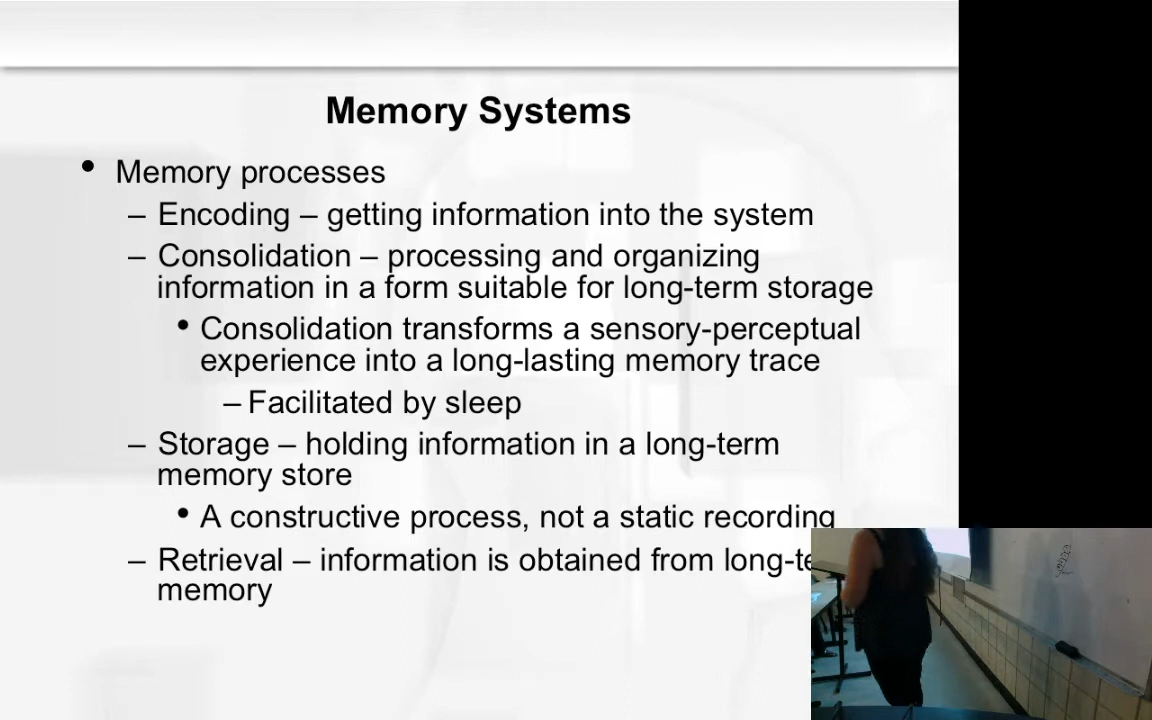 Memory Systems
• Memory processes
– Encoding – getting information into the system
– Consolidation – processing and organizing
information in a form suitable for long-term storage
• Consolidation transforms a sensory-perceptual
experience into a long-lasting memory trace
– Facilitated by sleep
– Storage – holding information in a long-term
memory store
• A constructive process, not a static recording
– Retrieval – information is obtained from long-te
memory